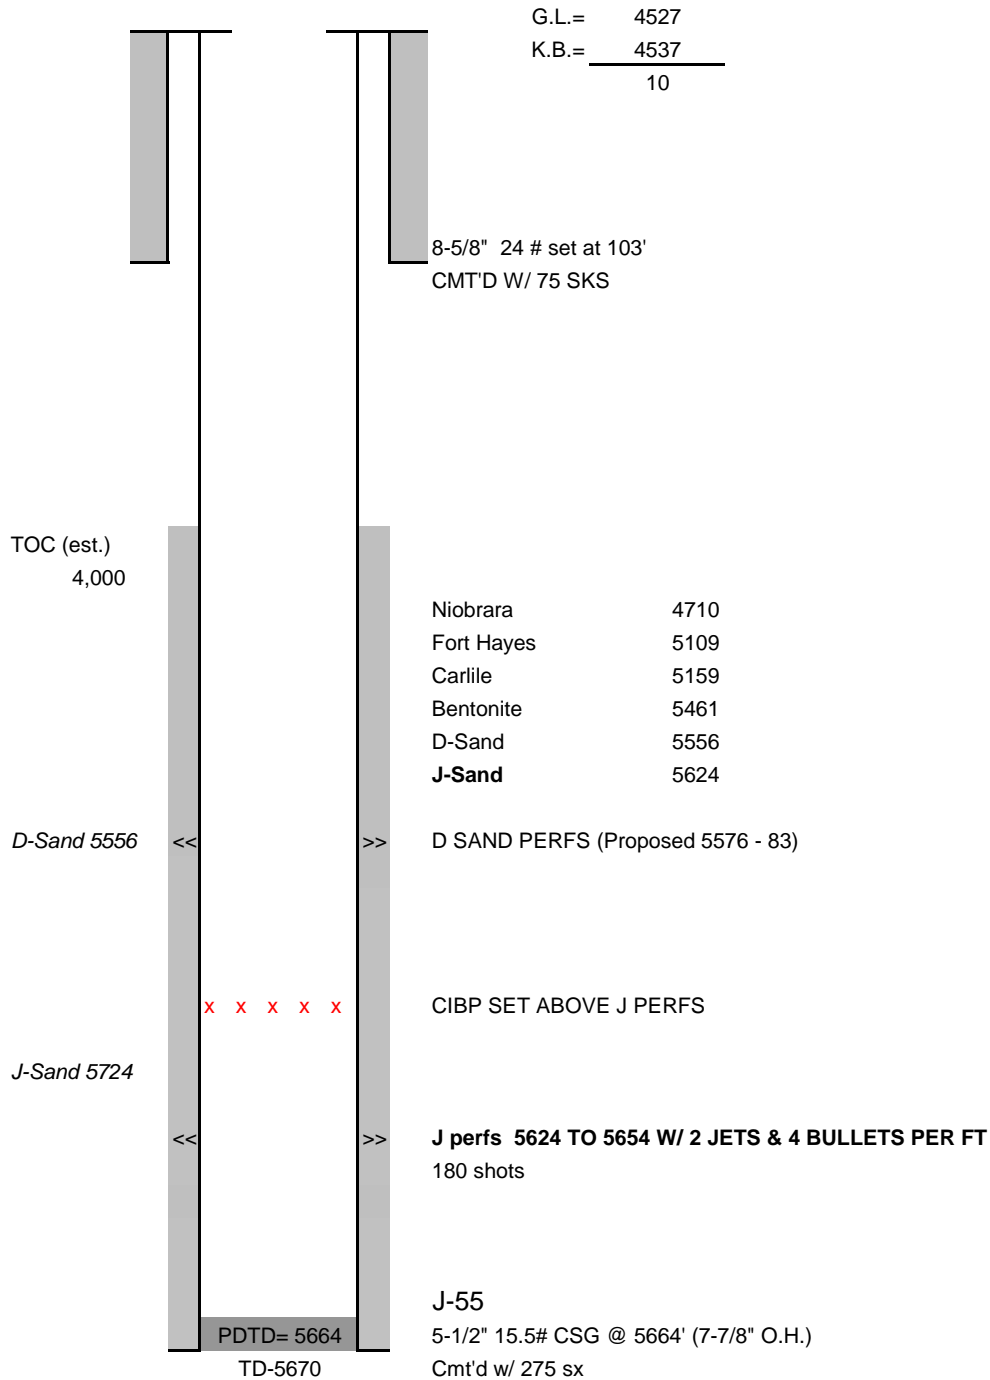 G.L.= 4527
K.B.= 4537
10
8-5/8" 24 # set at 103'
CMT'D W/ 75 SKS
TOC (est.)
4,000
Niobrara 4710
Fort Hayes 5109
Carlile 5159
Bentonite 5461
D-Sand 5556
J-Sand 5624
D-Sand 5556 << >> D SAND PERFS (Proposed 5576 - 83)
x x x x x CIBP SET ABOVE J PERFS
J-Sand 5724
<< >> J perfs 5624 TO 5654 W/ 2 JETS & 4 BULLETS PER FT
180 shots
J-55
PDTD= 5664 5-1/2" 15.5# CSG @ 5664' (7-7/8" O.H.)
TD-5670 Cmt'd w/ 275 sx